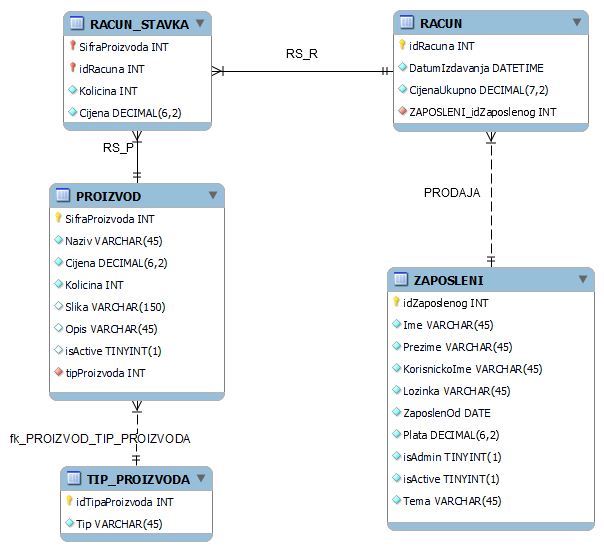 RACUN_STAVKA
SifraProizvoda INT
idRacuna INT
Kolicina INT
Cijena DECIMAL(6,2)
RS_R
RACUN
idRacuna INT
DatumIzdavanja DATETIME
CijenaUkupno DECIMAL(7,2)
ZAPOSLENI_idZaposlenog INT
RS_P
PRODAJA
PROIZVOD
SifraProizvoda INT
Naziv VARCHAR(45)
Cijena DECIMAL(6,2)
Kolicina INT
Slika VARCHAR(150)
Opis VARCHAR(45)
isActive TINYINT(1)
tipProizvoda INT
ZAPOSLENI
idZaposlenog INT
Ime VARCHAR(45)
Prezime VARCHAR(45)
KorisnickoIme VARCHAR(45)
Lozinka VARCHAR(45)
ZaposlenOd DATE
Plata DECIMAL(6,2)
isAdmin TINYINT(1)
isActive TINYINT(1)
Tema VARCHAR(45)
fk_PROIZVOD_TIP_PROIZVODA
TIP_PROIZVODA
idTipaProizvoda INT
Tip VARCHAR(45)